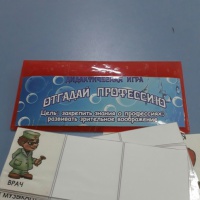 ДИДАКТИЧЕСКАЯ ИГРА
ОТГАДАЙ ПРОФЕССИЮ
Цель: закрепить знания о профессиях,
развивать зрительное воображение.
ВРАЧ